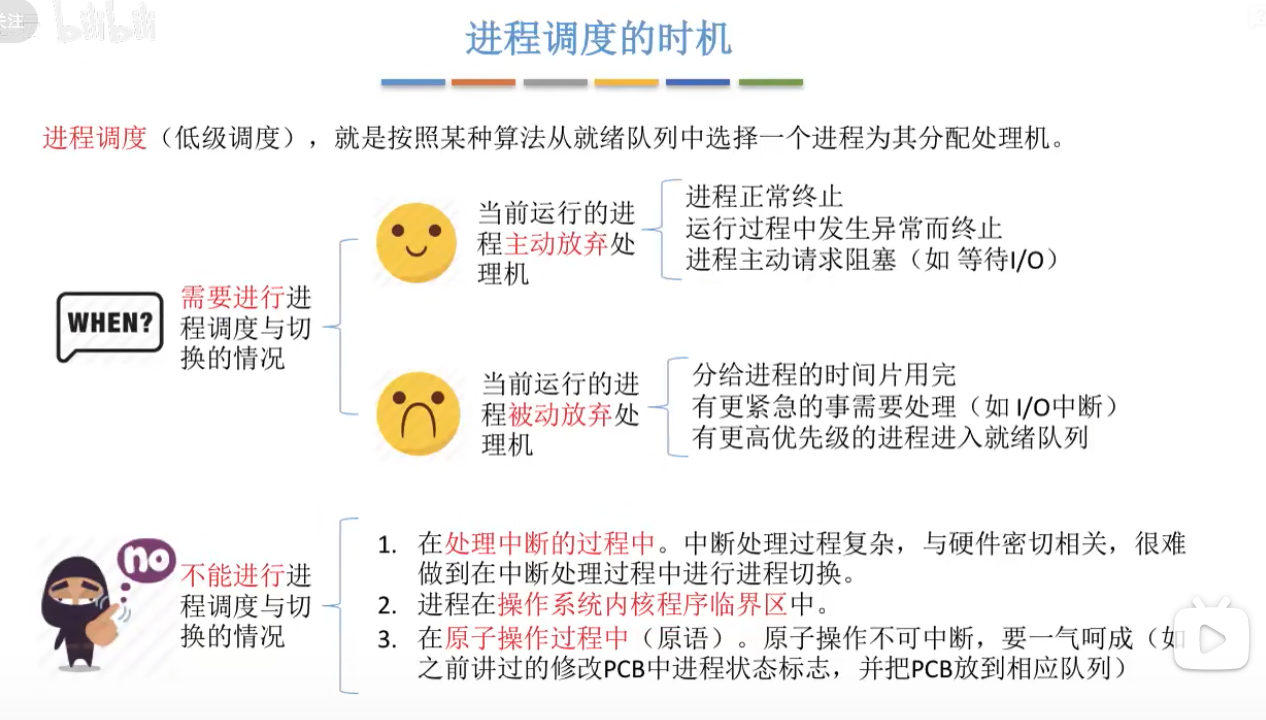 关注
bilibili
进程调度的时机
进程调度（低级调度），就是按照某种算法从就绪队列中选择一个进程为其分配处理机。
WHEN?
需要进行进
程调度与切
换的情况
当前运行的进
程主动放弃处
理机
进程正常终止
运行过程中发生异常而终止
进程主动请求阻塞（如 等待I/O）
当前运行的进
程被动放弃处
理机
分给进程的时间片用完
有更紧急的事需要处理（如 I/O中断）
有更高优先级的进程进入就绪队列
no
不能进行进
程调度与切
换的情况
1. 在处理中断的过程中。中断处理过程复杂，与硬件密切相关，很难
做到在中断处理过程中进行进程切换。
2. 进程在操作系统内核程序临界区中。
3. 在原子操作过程中（原语）。原子操作不可中断，要一气呵成（如
之前讲过的修改PCB中进程状态标志，并把PCB放到相应队列）